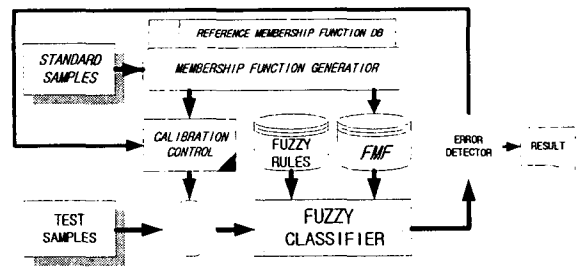 REFERENCE MEMBERSHIP FUNCTION DB
STANDARD
SAMPLES
MEMBERSHIP FUNCTION GENERATIOR
CALIBRATION
CONTROL
FUZZY
RULES
FMF
ERROR
DETECTOR
RESULT
TEST
SAMPLES
FUZZY
CLASSIFIER